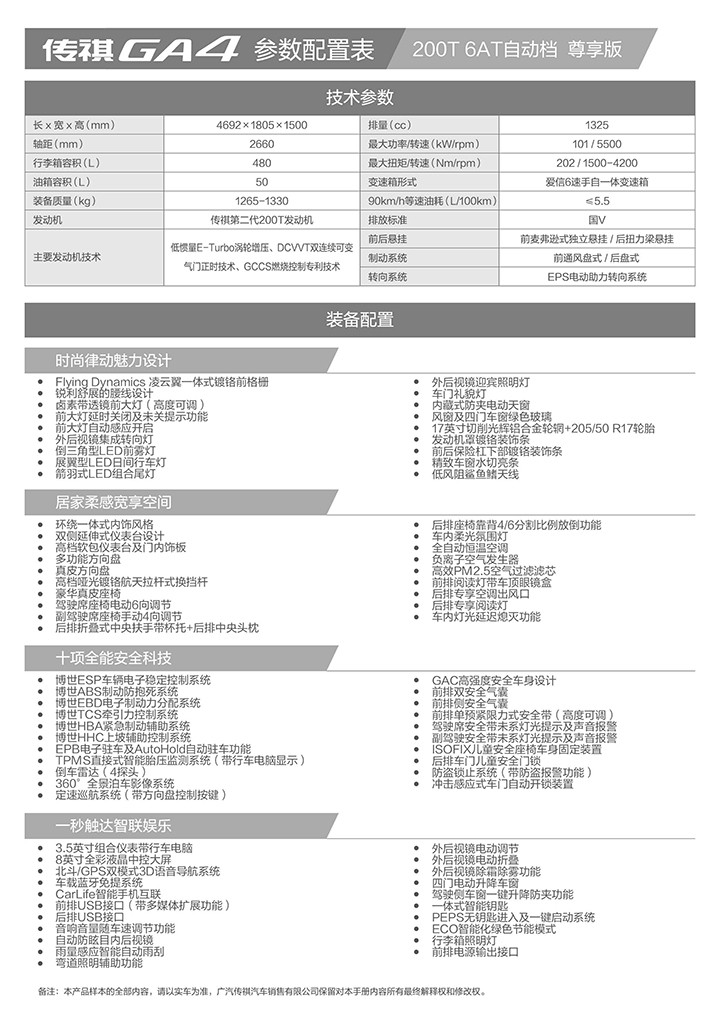 传祺GA4 参数配置表 200T 6AT自动档 尊享版
技术参数
长 x 宽 x 高(mm) 4692×1805×1500 排量(cc) 1325
轴距(mm) 2660 最大功率/转速(kW/rpm) 101 / 5500
行李箱容积(L) 480 最大扭矩/转速(Nm/rpm) 202 / 1500-4200
油箱容积(L) 50 变速箱形式 爱信6速手自一体变速箱
装备质量(kg) 1265-1330 90km/h等速油耗(L/100km) ≤5.5
发动机 传祺第二代200T发动机 排放标准 国V
主要发动机技术 低惯量E-Turbo涡轮增压、DCVVT双连续可变
气门正时技术、GCCS燃烧控制专利技术
前后悬挂 前麦弗逊式独立悬挂 / 后扭力梁悬挂
制动系统 前通风盘式 / 后盘式
转向系统 EPS电动助力转向系统
装备配置
时尚律动魅力设计
● Flying Dynamics 凌云翼一体式镀铬前格栅
● 锐利舒展的腰线设计
● 卤素带透镜前大灯(高度可调)
● 前大灯延时关闭及未关提示功能
● 前大灯自动感应开启
● 外后视镜集成转向灯
● 倒三角型LED前雾灯
● 展翼型LED日间行车灯
● 箭羽式LED组合尾灯
● 外后视镜迎宾照明灯
● 车门礼貌灯
● 内藏式防夹电动天窗
● 风窗及四门车窗绿色玻璃
● 17英寸切削光辉铝合金轮辋+205/50 R17轮胎
● 发动机罩镀铬装饰条
● 前后保险杠下部镀铬装饰条
● 精致车窗水切亮条
● 低风阻鲨鱼鳍天线
居家柔感宽享空间
● 环绕一体式内饰风格
● 双侧延伸式仪表台设计
● 高档软包仪表台及门内饰板
● 多功能方向盘
● 真皮方向盘
● 高档哑光镀铬航天拉杆式换挡杆
● 豪华真皮座椅
● 驾驶席座椅电动6向调节
● 副驾驶席座椅手动4向调节
● 后排折叠式中央扶手带杯托+后排中央头枕
● 后排座椅靠背4/6分割比例放倒功能
● 车内柔光氛围灯
● 全自动恒温空调
● 负离子空气发生器
● 高效PM2.5空气过滤滤芯
● 前排阅读灯带车顶眼镜盒
● 后排专享空调出风口
● 后排专享阅读灯
● 车内灯光延迟熄灭功能
十项全能安全科技
● 博世ESP车辆电子稳定控制系统
● 博世ABS制动防抱死系统
● 博世EBD电子制动力分配系统
● 博世TCS牵引力控制系统
● 博世HBA紧急制动辅助系统
● 博世HHC上坡辅助控制系统
● EPB电子驻车及AutoHold自动驻车功能
● TPMS直接式智能胎压监测系统(带行车电脑显示)
● 倒车雷达(4探头)
● 360°全景泊车影像系统
● 定速巡航系统(带方向盘控制按键)
● GAC高强度安全车身设计
● 前排双安全气囊
● 前排侧安全气囊
● 前排单预紧限力式安全带(高度可调)
● 驾驶席安全带未系灯光提示及声音报警
● 副驾驶安全带未系灯光提示及声音报警
● ISOFIX儿童安全座椅车身固定装置
● 后排车门儿童安全门锁
● 防盗锁止系统(带防盗报警功能)
● 冲击感应式车门自动开锁装置
一秒触达智联娱乐
● 3.5英寸组合仪表带行车电脑
● 8英寸全彩液晶中控大屏
● 北斗/GPS双模式3D语音导航系统
● 车载蓝牙免提系统
● CarLife智能手机互联
● 前排USB接口(带多媒体扩展功能)
● 后排USB接口
● 音响音量随车速调节功能
● 自动防眩目内后视镜
● 雨量感应智能自动雨刮
● 弯道照明辅助功能
● 外后视镜电动调节
● 外后视镜电动折叠
● 外后视镜除霜除雾功能
● 四门电动升降车窗
● 驾驶侧车窗一键升降防夹功能
● 一体式智能钥匙
● PEPS无钥匙进入及一键启动系统
● ECO智能化绿色节能模式
● 行李箱照明灯
● 前排电源输出接口
备注：本产品样本的全部内容，请以实车为准，广汽传祺汽车销售有限公司保留对本手册内容所有最终解释权和修改权。